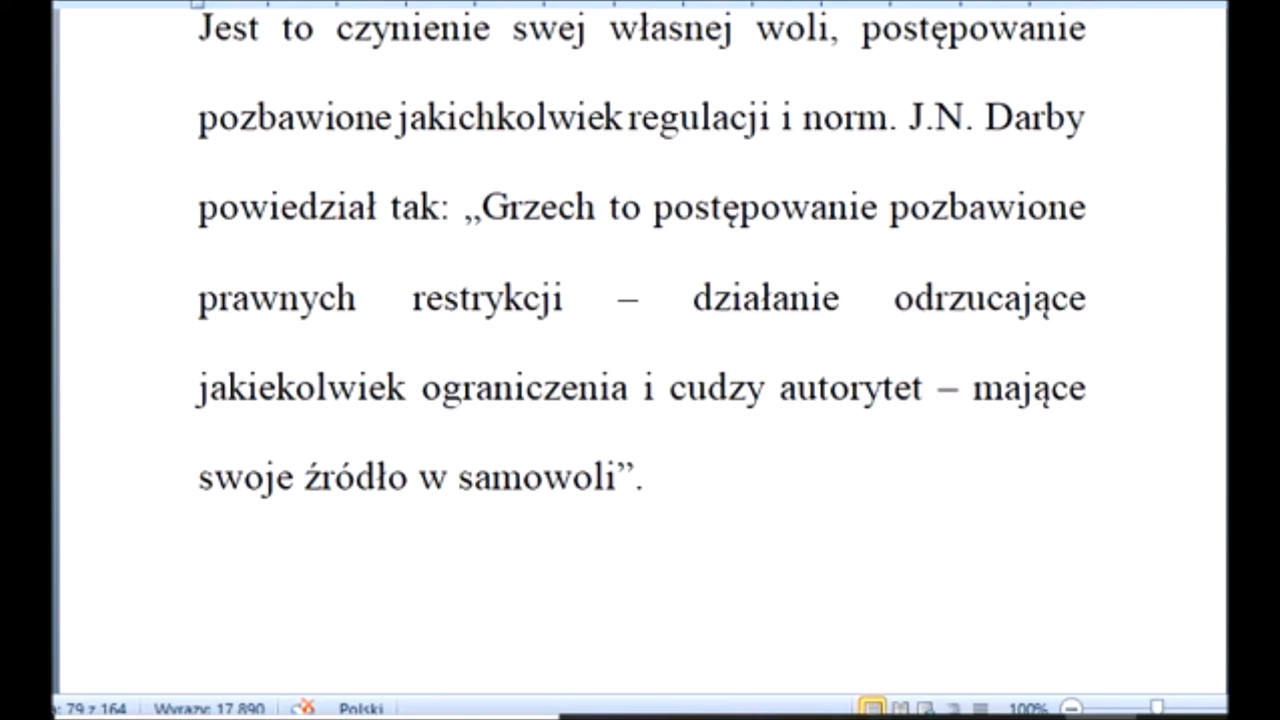 Jest to czynienie swej własnej woli, postępowanie
pozbawione jakichkolwiek regulacji i norm. J.N. Darby
powiedział tak: „Grzech to postępowanie pozbawione
prawnych restrykcji – działanie odrzucające
jakiekolwiek ograniczenia i cudzy autorytet – mające
swoje źródło w samowoli”.
: 79 z 164 Wyrazy: 17 890 Polski 100%